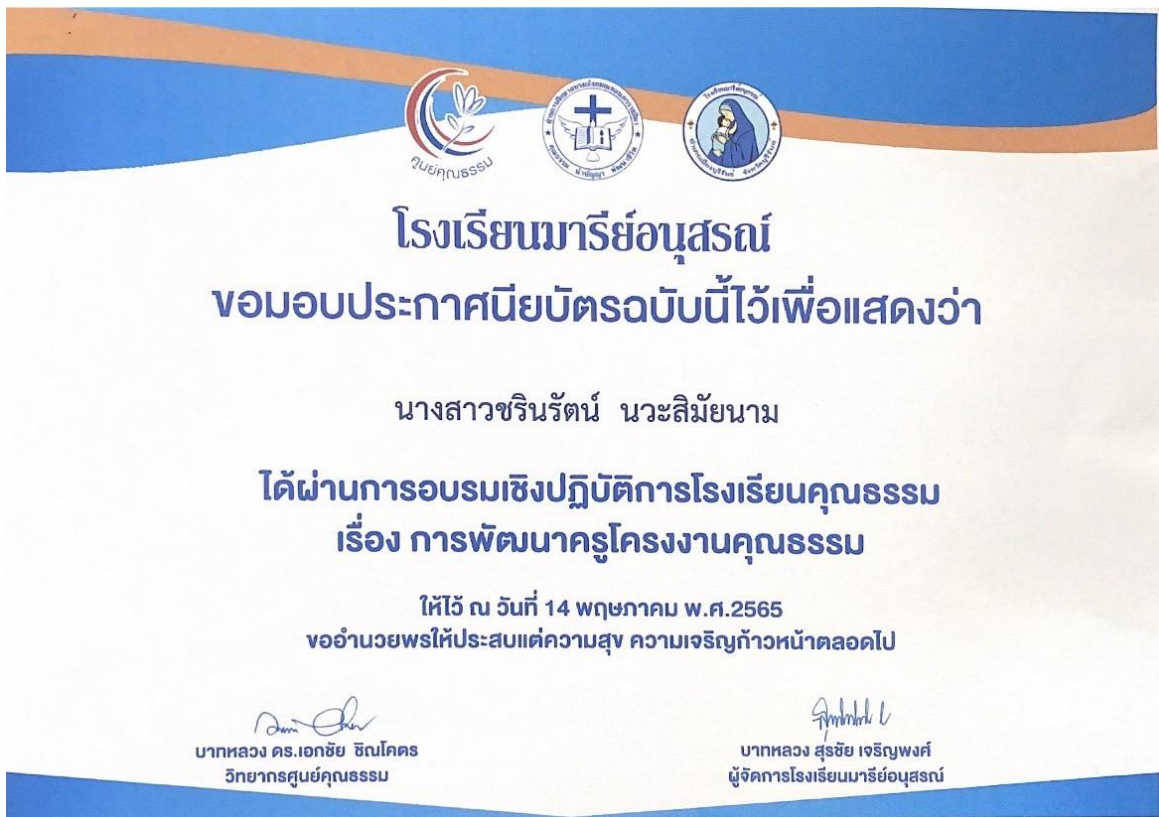 ศูนย์คุณธรรม
โรงเรียนมารีย์อนุสรณ์
ขอมอบประกาศนียบัตรฉบับนี้ไว้เพื่อแสดงว่า
นางสาวชรินรัตน์ นวะสิมัยนาม
ได้ผ่านการอบรมเชิงปฏิบัติการโรงเรียนคุณธรรม
เรื่อง การพัฒนาครูโครงงานคุณธรรม
ให้ไว้ ณ วันที่ 14 พฤษภาคม พ.ศ.2565
ขออำนวยพรให้ประสบแต่ความสุข ความเจริญก้าวหน้าตลอดไป
บาทหลวง ดร.เอกชัย ชิณโคตร
วิทยากรศูนย์คุณธรรม
บาทหลวง สุรชัย เจริญพงศ์
ผู้จัดการโรงเรียนมารีย์อนุสรณ์